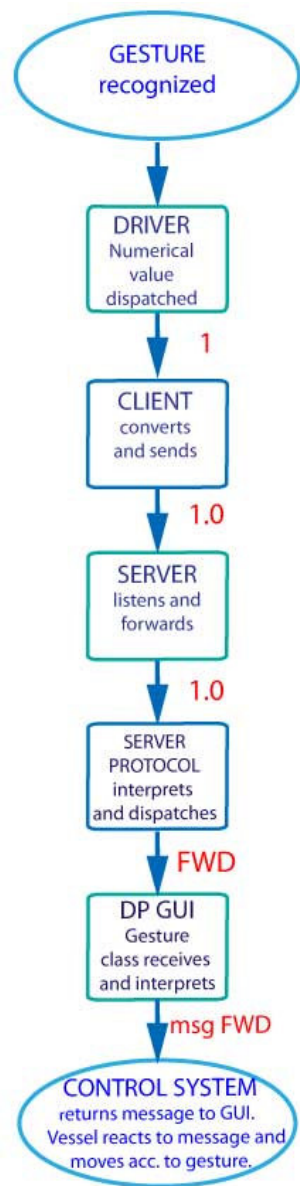 GESTURE
recognized
DRIVER
Numerical
value
dispatched
1
CLIENT
converts
and sends
1.0
SERVER
listens and
forwards
1.0
SERVER
PROTOCOL
interprets
and dispatches
FWD
DP GUI
Gesture
class receives
and interprets
msg FWD
CONTROL SYSTEM
returns message to GUI.
Vessel reacts to message and
moves acc. to gesture.